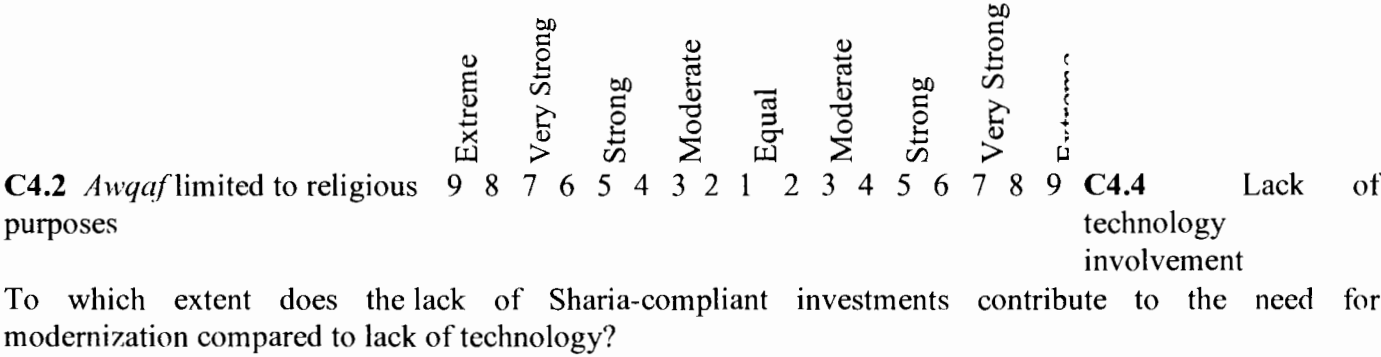 Extreme
Very Strong
Strong
Moderate
Equal
Moderate
Strong
Very Strong
C4.2 Awqaf limited to religious 9 8 7 6 5 4 3 2 1 2 3 4 5 6 7 8 9 C4.4 Lack of
purposes technology
involvement
To which extent does the lack of Sharia-compliant investments contribute to the need for
modernization compared to lack of technology?